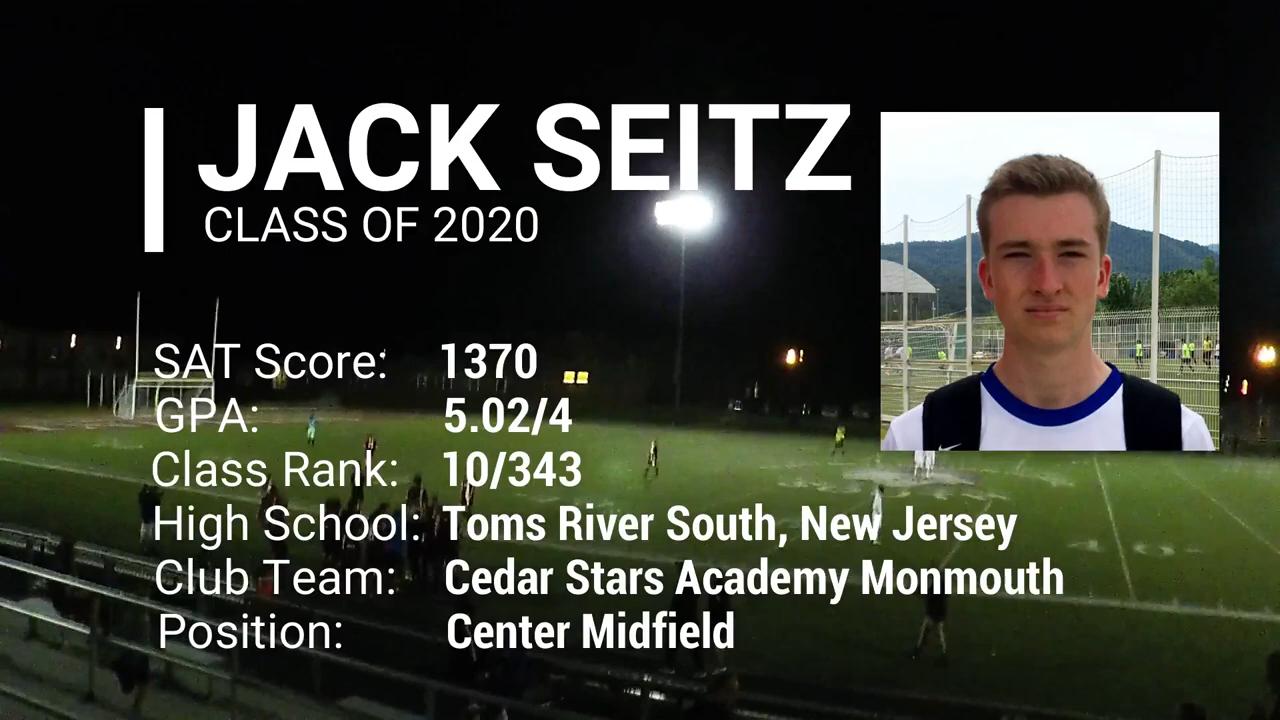 JACK SEITZ
CLASS OF 2020
SAT Score: 1370
GPA: 5.02/4
Class Rank: 10/343
High School: Toms River South, New Jersey
Club Team: Cedar Stars Academy Monmouth
Position: Center Midfield